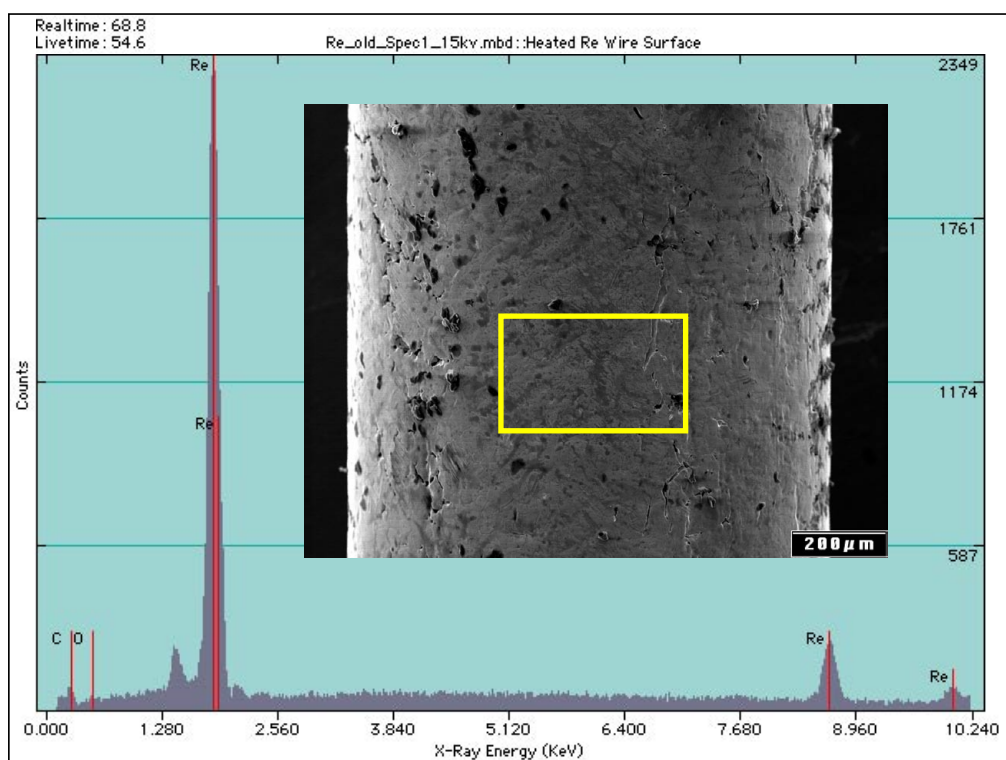 Realtime: 68.8
Livetime: 54.6
Re_old_Spec1_15kv.mbd::Heated Re Wire Surface
Re
2349
1761
Counts
1174
Re
200µm
587
C O
Re
Re
0.000 1.280 2.560 3.840 5.120 6.400 7.680 8.960 10.240
X-Ray Energy (KeV)